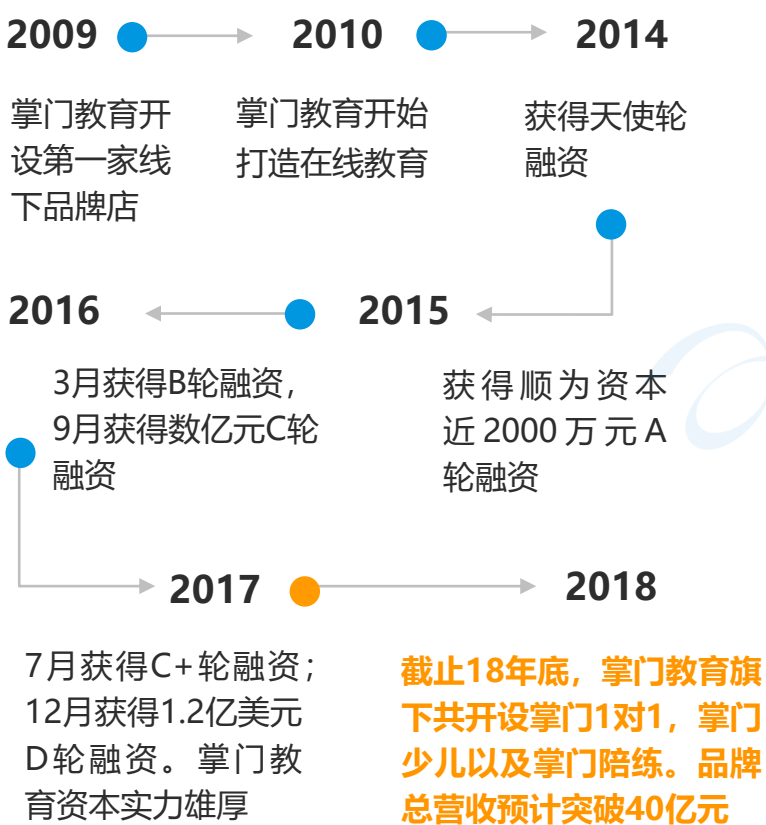 2009
2010
2014
掌门教育开
设第一家线
下品牌店
掌门教育开始
打造在线教育
获得天使轮
融资
2016
2015
3月获得B轮融资，
9月获得数亿元C轮
融资
获得顺为资本
近2000万元A
轮融资
2017
2018
7月获得C+轮融资；
12月获得1.2亿美元
D轮融资。掌门教
育资本实力雄厚
截止18年底，掌门教育旗
下共开设掌门1对1，掌门
少儿以及掌门陪练。品牌
总营收预计突破40亿元